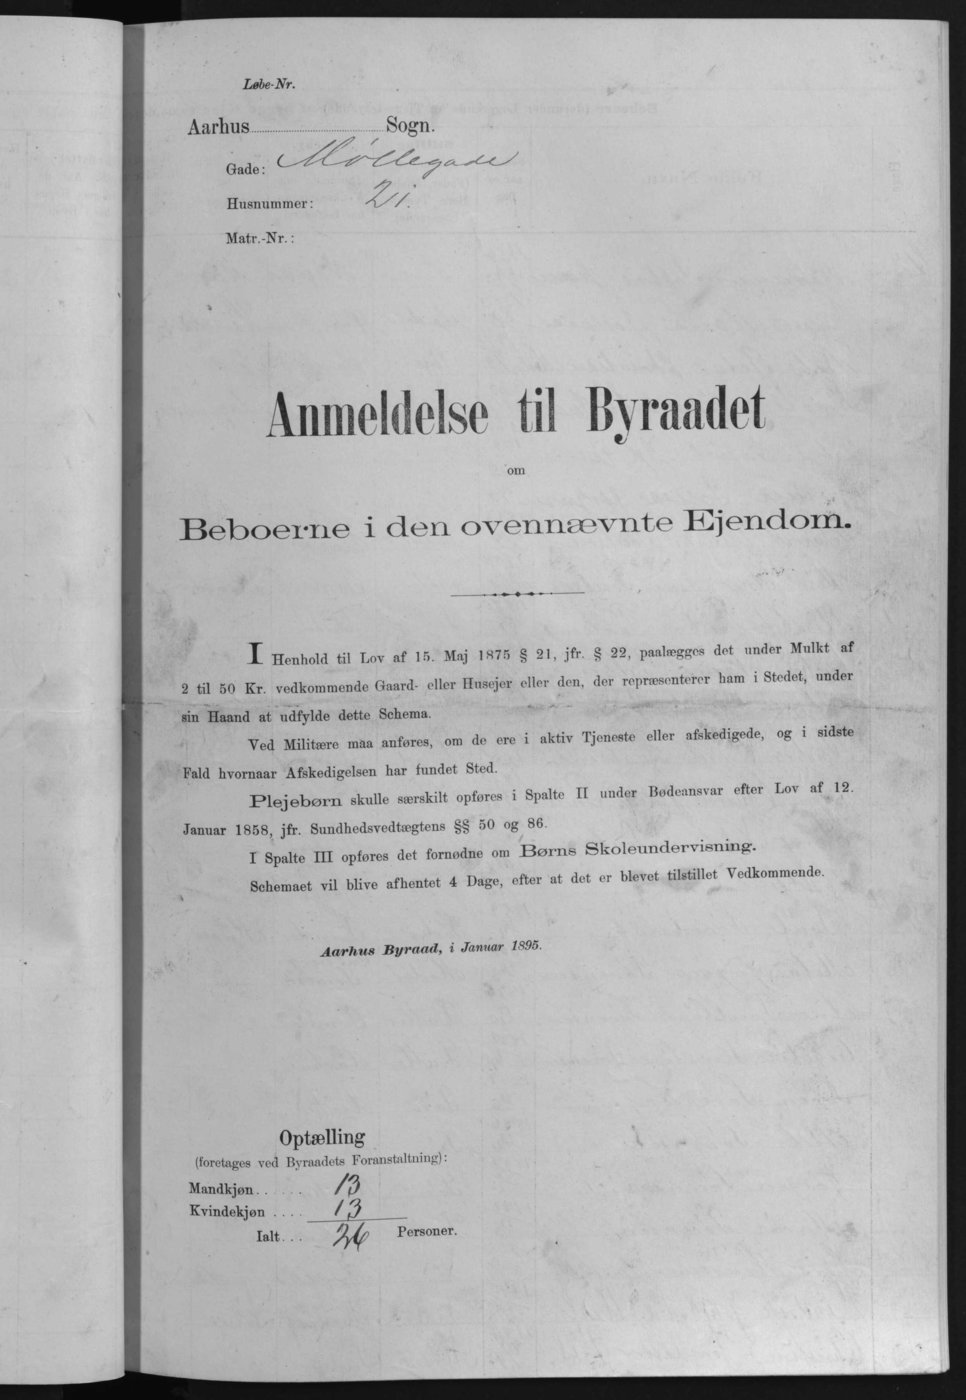 Løbe-Nr.
Aarhus Sogn.
Gade: Møllegade
Husnummer: 21.
Matr.-Nr.:
Anmeldelse til Byraadet
om
Beboerne i den ovennævnte Ejendom.
I Henhold til Lov af 15. Maj 1875 § 21, jfr. § 22, paalægges det under Mulkt af
2 til 50 Kr. vedkommende Gaard- eller Husejer eller den, der repræsenterer ham i Stedet, under
sin Haand at udfylde dette Schema.
Ved Militære maa anføres, om de ere i aktiv Tjeneste eller afskedigede, og i sidste
Fald hvornaar Afskedigelsen har fundet Sted.
Plejebørn skulle særskilt opføres i Spalte II under Bødeansvar efter Lov af 12.
Januar 1858, jfr. Sundhedsvedtægtens §§ 50 og 86.
I Spalte III opføres det fornødne om Børns Skoleundervisning.
Schemaet vil blive afhentet 4 Dage, efter at det er blevet tilstillet Vedkommende.
Aarhus Byraad, i Januar 1895.
Optælling
(foretages ved Byraadets Foranstaltning):
Mandkjøn...... 13
Kvindekjøn .... 13
Ialt... 26 Personer.